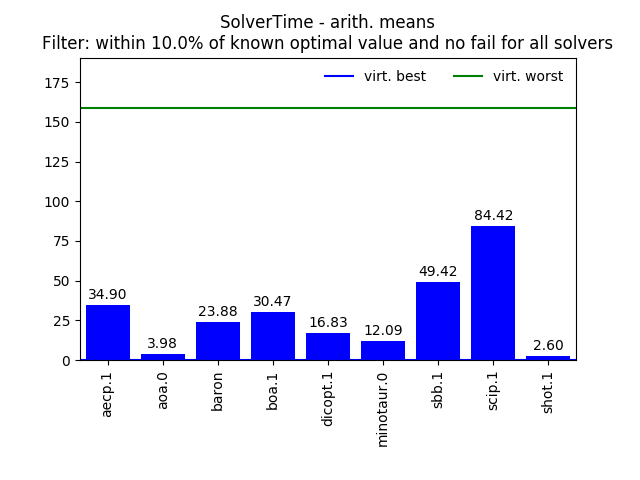 SolverTime - arith. means
Filter: within 10.0% of known optimal value and no fail for all solvers
virt. best
virt. worst
175
150
125
100
75
50
25
0
34.90
3.98
23.88
30.47
16.83
12.09
49.42
84.42
2.60
aecp.1
aoa.0
baron
boa.1
dicopt.1
minotaur.0
sbb.1
scip.1
shot.1